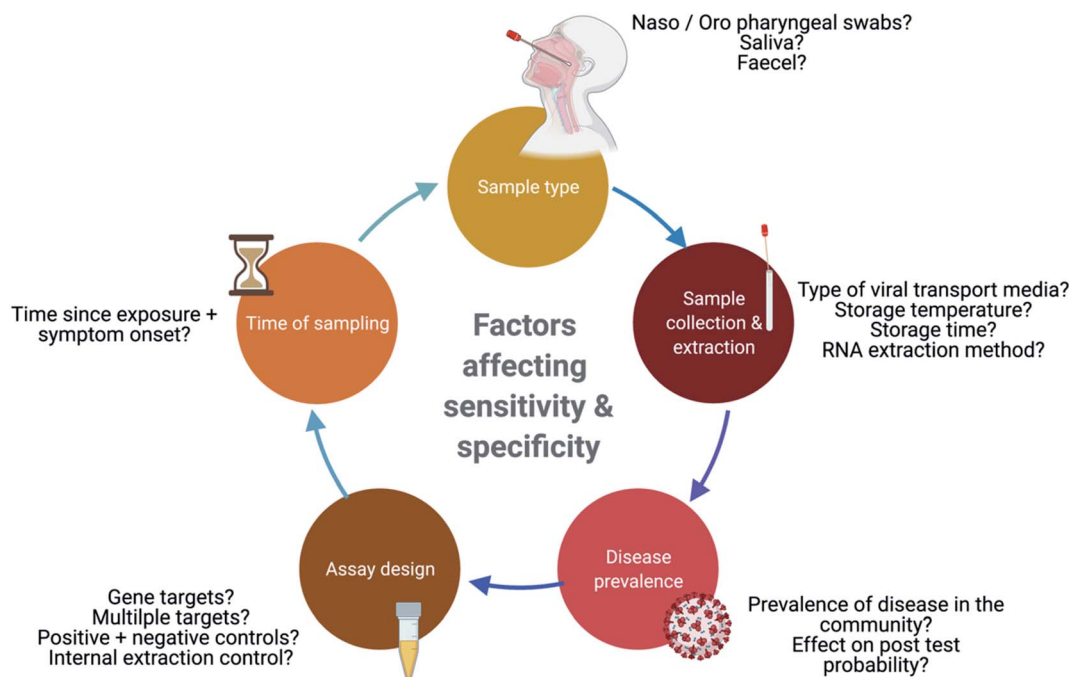 Naso / Oro pharyngeal swabs?
Saliva?
Faecel?
Sample type
Sample
collection &
extraction
Type of viral transport media?
Storage temperature?
Storage time?
RNA extraction method?
Disease
prevalence
Prevalence of disease in the
community?
Effect on post test
probability?
Assay design
Gene targets?
Multilple targets?
Positive + negative controls?
Internal extraction control?
Time of sampling
Time since exposure +
symptom onset?
Factors
affecting
sensitivity &
specificity